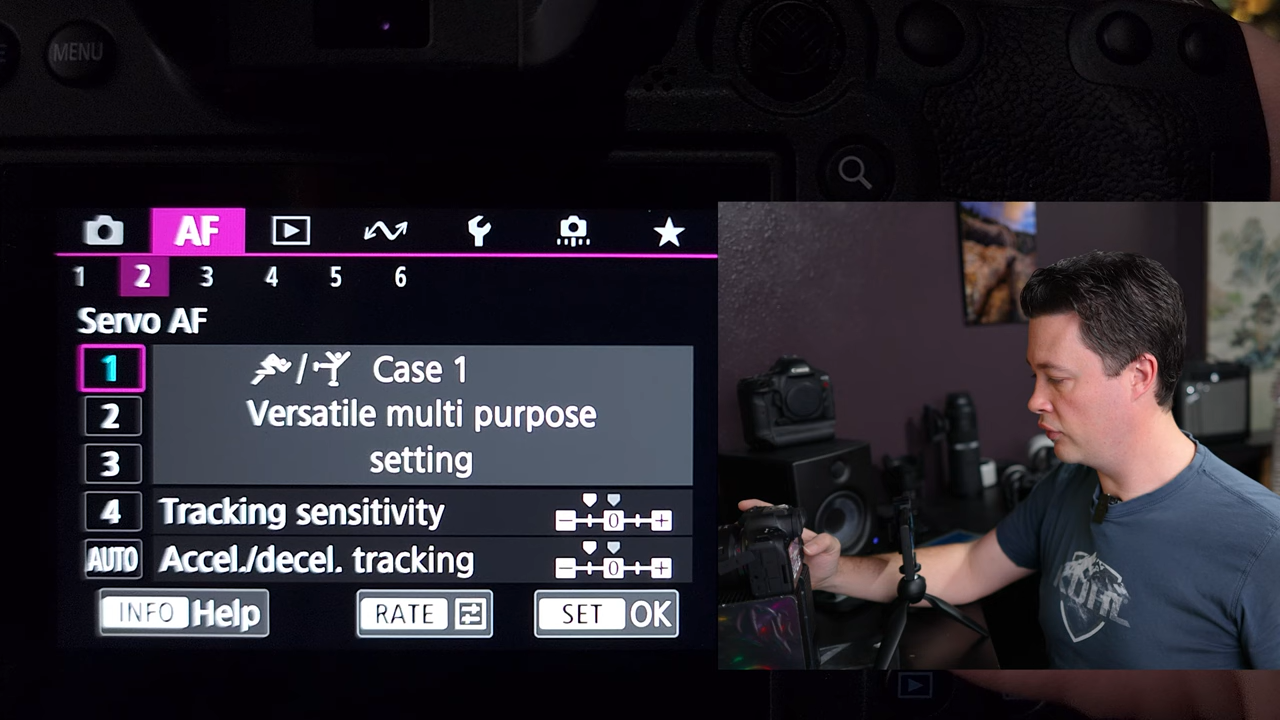 MENU
AF
1 2 3 4 5 6
Servo AF
1
2
3
4
AUTO
Case 1
Versatile multi purpose
setting
Tracking sensitivity
− 0 +
Accel./decel. tracking
− 0 +
INFO Help
RATE
SET OK